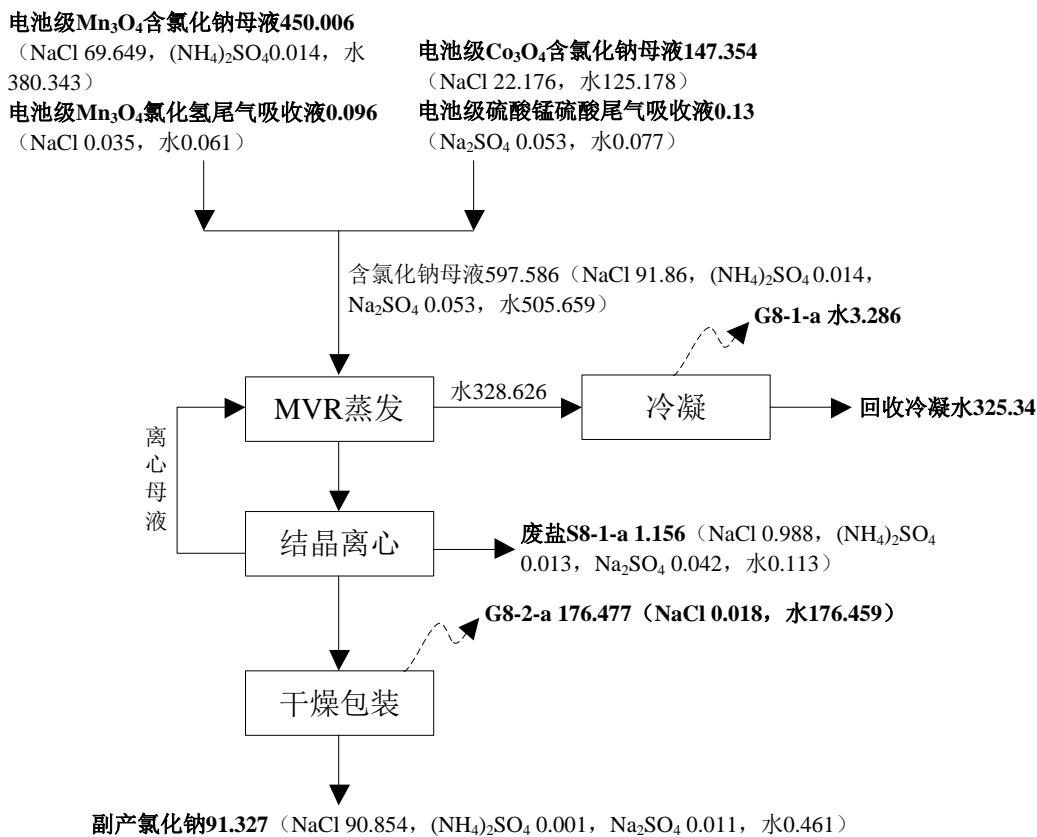 电池级Mn₃O₄含氯化钠母液450.006
（NaCl 69.649，(NH₄)₂SO₄0.014，水
380.343）
电池级Mn₃O₄氯化氢尾气吸收液0.096
（NaCl 0.035，水0.061）
电池级Co₃O₄含氯化钠母液147.354
（NaCl 22.176，水125.178）
电池级硫酸锰硫酸尾气吸收液0.13
（Na₂SO₄ 0.053，水0.077）
含氯化钠母液597.586（NaCl 91.86，(NH₄)₂SO₄ 0.014，
Na₂SO₄ 0.053，水505.659）
G8-1-a 水3.286
MVR蒸发
水328.626
冷凝
回收冷凝水325.34
离
心
母
液
结晶离心
废盐S8-1-a 1.156（NaCl 0.988，(NH₄)₂SO₄
0.013，Na₂SO₄ 0.042，水0.113）
G8-2-a 176.477（NaCl 0.018，水176.459）
干燥包装
副产氯化钠91.327（NaCl 90.854，(NH₄)₂SO₄ 0.001，Na₂SO₄ 0.011，水0.461）